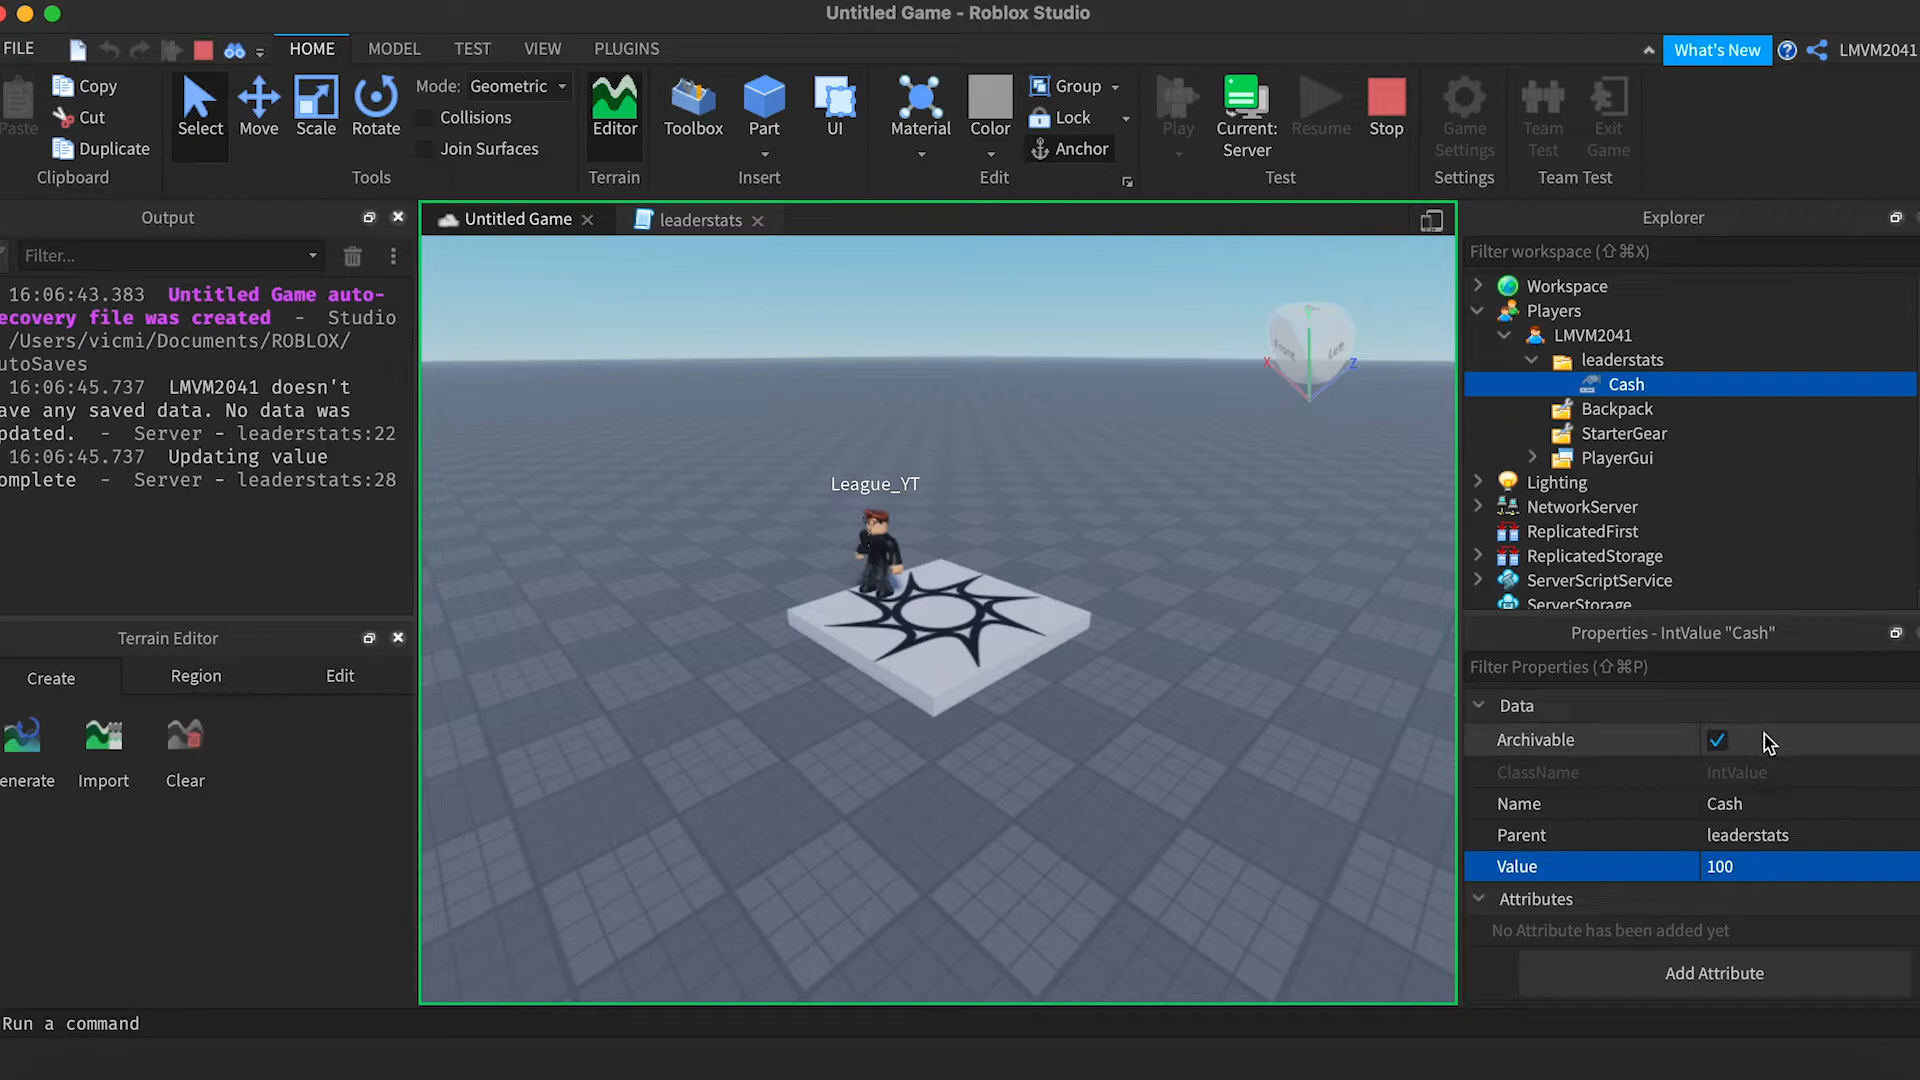 Untitled Game - Roblox Studio
FILE
HOME
MODEL
TEST
VIEW
PLUGINS
What's New
LMVM2041
Paste
Copy
Cut
Duplicate
Clipboard
Select
Move
Scale
Rotate
Mode: Geometric
Collisions
Join Surfaces
Tools
Editor
Terrain
Toolbox
Part
UI
Insert
Material
Color
Group
Lock
Anchor
Edit
Play
Current:
Server
Resume
Stop
Test
Game
Settings
Settings
Team
Test
Exit
Game
Team Test
Output
Filter...
16:06:43.383 Untitled Game auto-
ecovery file was created - Studio
/Users/vicmi/Documents/ROBLOX/
utoSaves
16:06:45.737 LMVM2041 doesn't
ave any saved data. No data was
pdated. - Server - leaderstats:22
16:06:45.737 Updating value
omplete - Server - leaderstats:28
Terrain Editor
Create
Region
Edit
enerate
Import
Clear
Run a command
Untitled Game
leaderstats
League_YT
Front
Left
X
Z
Explorer
Filter workspace (⇧⌘X)
Workspace
Players
LMVM2041
leaderstats
Cash
Backpack
StarterGear
PlayerGui
Lighting
NetworkServer
ReplicatedFirst
ReplicatedStorage
ServerScriptService
ServerStorage
Properties - IntValue "Cash"
Filter Properties (⇧⌘P)
Data
Archivable
ClassName IntValue
Name Cash
Parent leaderstats
Value 100
Attributes
No Attribute has been added yet
Add Attribute